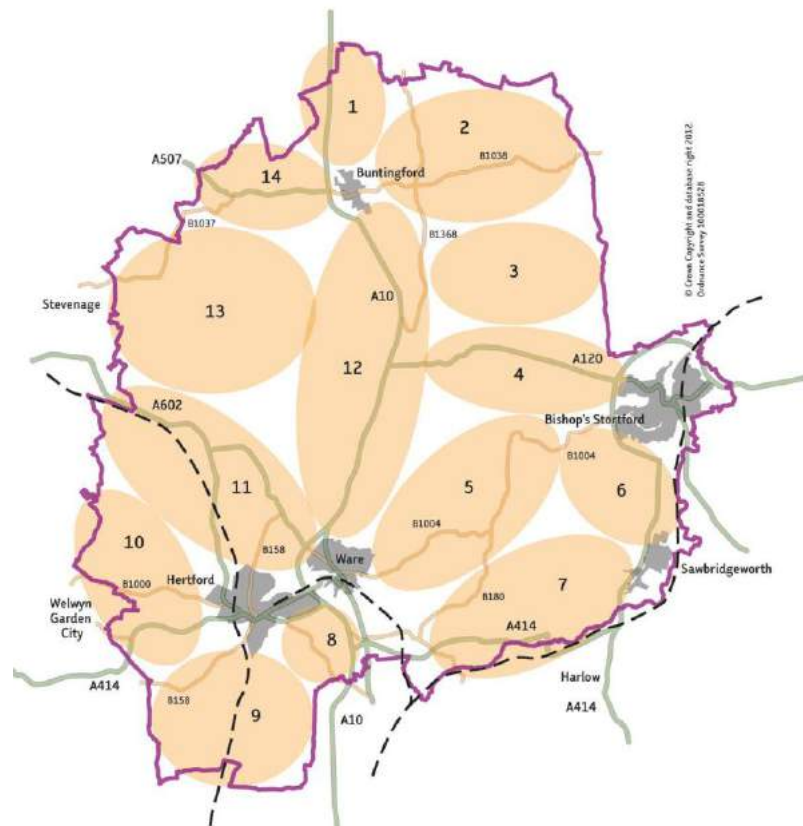 1
2
B1038
A507
14
Buntingford
B1037
B1368
© Crown Copyright and database right 2012.
Ordnance Survey 100018528
3
Stevenage
13
A10
12
A120
4
A602
Bishop's Stortford
B1004
5
6
11
10
B1004
B158
Ware
Hertford
B1000
Sawbridgeworth
7
Welwyn
Garden
City
B180
8
A414
A414
Harlow
B158
9
A10
A414